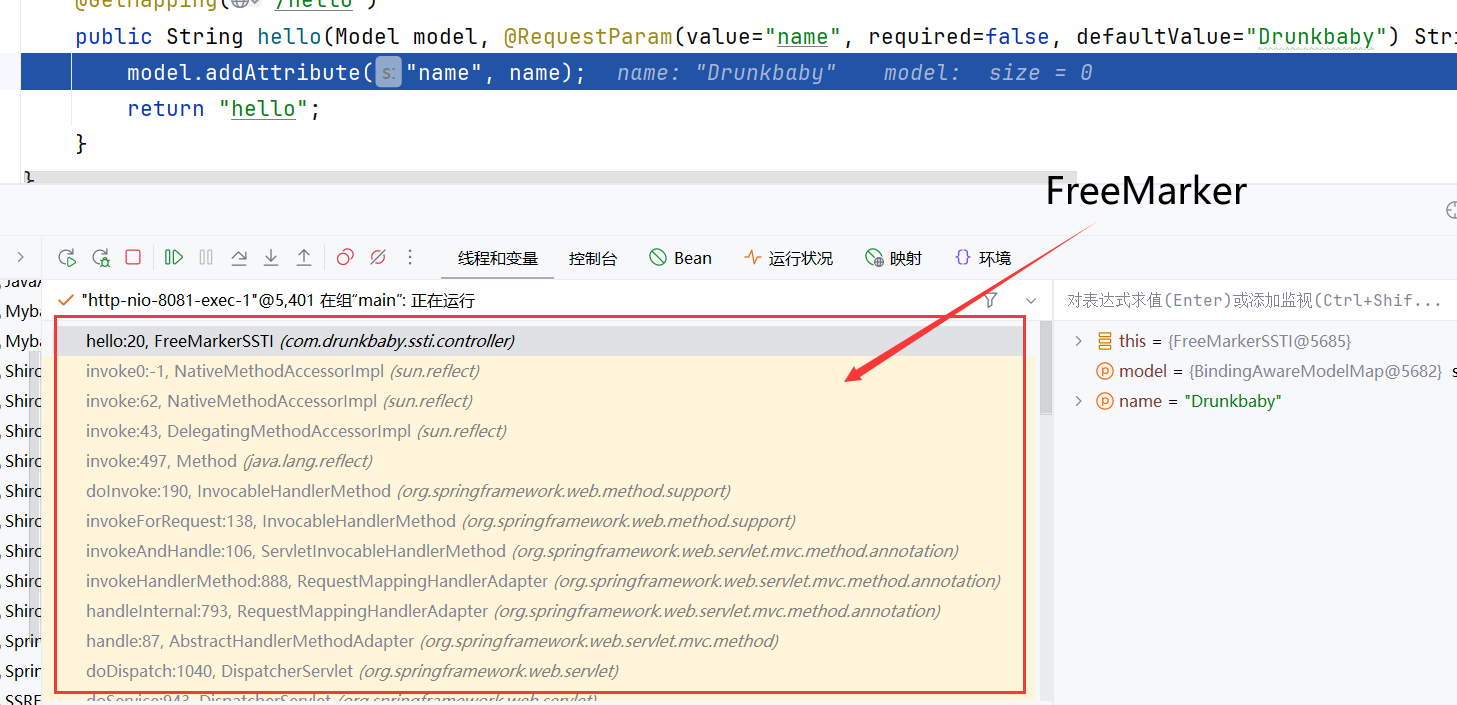 @GetMapping("/hello")
public String hello(Model model, @RequestParam(value="name", required=false, defaultValue="Drunkbaby") Stri
model.addAttribute( s: "name", name); name: "Drunkbaby" model: size = 0
return "hello";
}
}
FreeMarker
线程和变量 控制台 Bean 运行状况 映射 环境
"http-nio-8081-exec-1"@5,401 在组"main": 正在运行
对表达式求值(Enter)或添加监视(Ctrl+Shif...
hello:20, FreeMarkerSSTI (com.drunkbaby.ssti.controller)
invoke0:-1, NativeMethodAccessorImpl (sun.reflect)
invoke:62, NativeMethodAccessorImpl (sun.reflect)
invoke:43, DelegatingMethodAccessorImpl (sun.reflect)
invoke:497, Method (java.lang.reflect)
doInvoke:190, InvocableHandlerMethod (org.springframework.web.method.support)
invokeForRequest:138, InvocableHandlerMethod (org.springframework.web.method.support)
invokeAndHandle:106, ServletInvocableHandlerMethod (org.springframework.web.servlet.mvc.method.annotation)
invokeHandlerMethod:888, RequestMappingHandlerAdapter (org.springframework.web.servlet.mvc.method.annotation)
handleInternal:793, RequestMappingHandlerAdapter (org.springframework.web.servlet.mvc.method.annotation)
handle:87, AbstractHandlerMethodAdapter (org.springframework.web.servlet.mvc.method)
doDispatch:1040, DispatcherServlet (org.springframework.web.servlet)
doService:943, DispatcherServlet (org.springframework.web.servlet)
this = {FreeMarkerSSTI@5685}
model = {BindingAwareModelMap@5682} s
name = "Drunkbaby"
JavaA
Myba
Myba
Shiro
Shiro
Shiro
Shiro
Shiro
Shiro
Shiro
Shiro
Shiro
Sprin
Sprin
SSRF